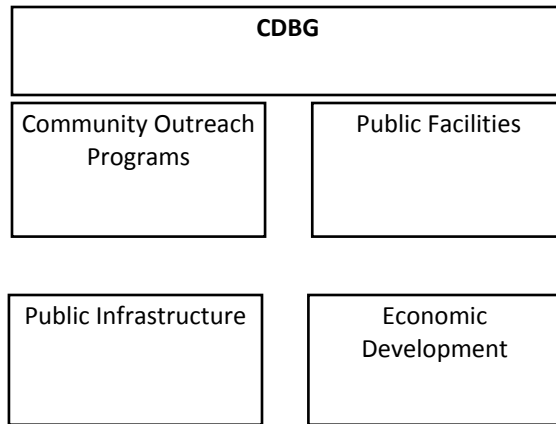 CDBG
Community Outreach
Programs
Public Facilities
Public Infrastructure
Economic
Development